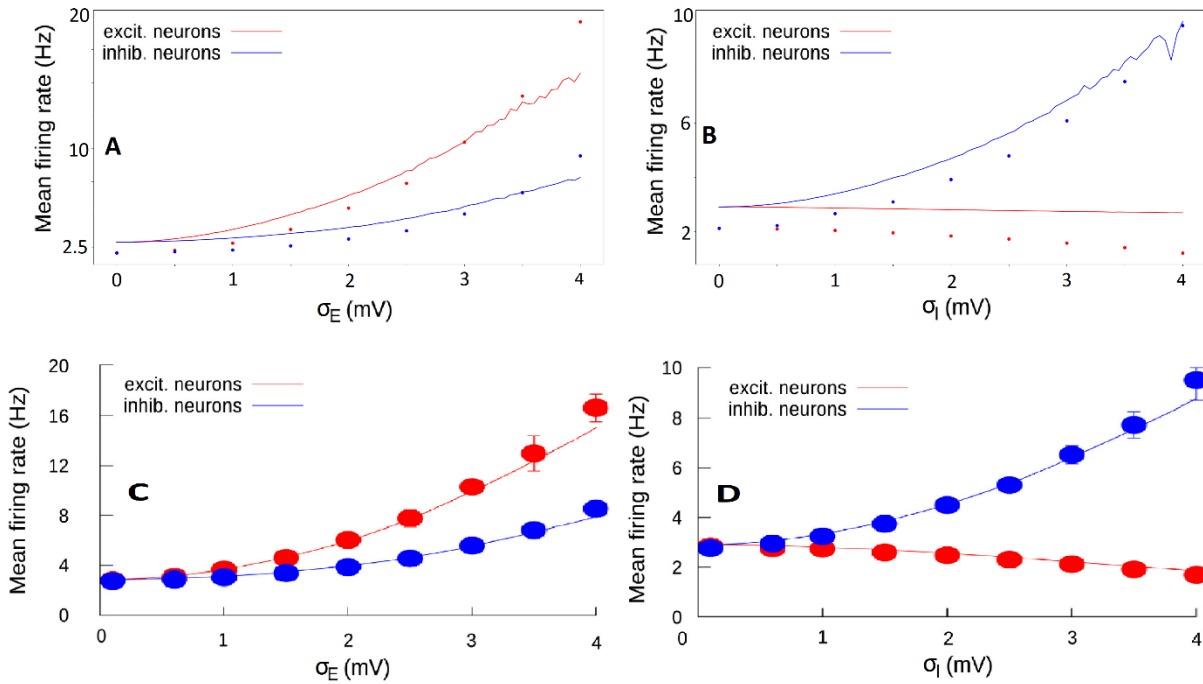 20
10
2.5
Mean firing rate (Hz)
excit. neurons
inhib. neurons
A
0
1
2
3
4
σE (mV)
10
6
2
Mean firing rate (Hz)
excit. neurons
inhib. neurons
B
0
1
2
3
4
σI (mV)
20
16
12
8
4
0
Mean firing rate (Hz)
excit. neurons
inhib. neurons
C
0
1
2
3
4
σE (mV)
10
8
6
4
2
0
Mean firing rate (Hz)
excit. neurons
inhib. neurons
D
0
1
2
3
4
σI (mV)